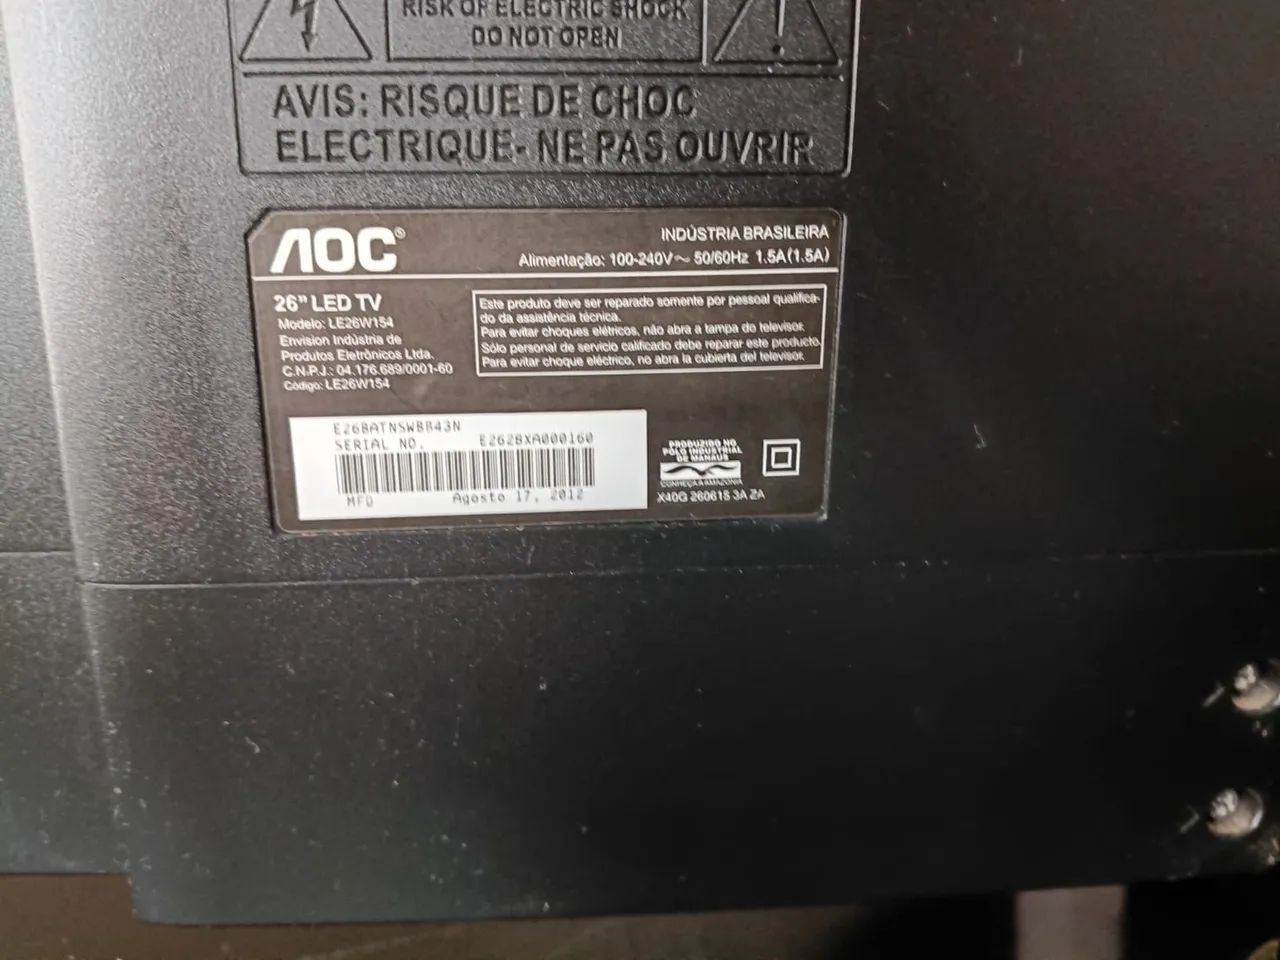 RISK OF ELECTRIC SHOCK
DO NOT OPEN
AVIS: RISQUE DE CHOC
ELECTRIQUE- NE PAS OUVRIR
AOC®
INDÚSTRIA BRASILEIRA
Alimentação: 100-240V ~ 50/60Hz 1.5A(1.5A)
26" LED TV
Modelo: LE26W154
Envision Indústria de
Produtos Eletrônicos Ltda.
C.N.P.J.: 04.176.689/0001-60
Código: LE26W154
Este produto deve ser reparado somente por pessoal qualifica-
do da assistência técnica.
Para evitar choques elétricos, não abra a tampa do televisor.
Sólo personal de servicio calificado debe reparar este producto.
Para evitar choque eléctrico, no abra la cubierta del televisor.
E26BATNSWBB43N
SERIAL NO. E2628XA000160
MFD Agosto 17, 2012
PRODUZIDO NO
PÓLO INDUSTRIAL
DE MANAUS
CONHEÇA A AMAZÔNIA
X40G 260615 3A ZA